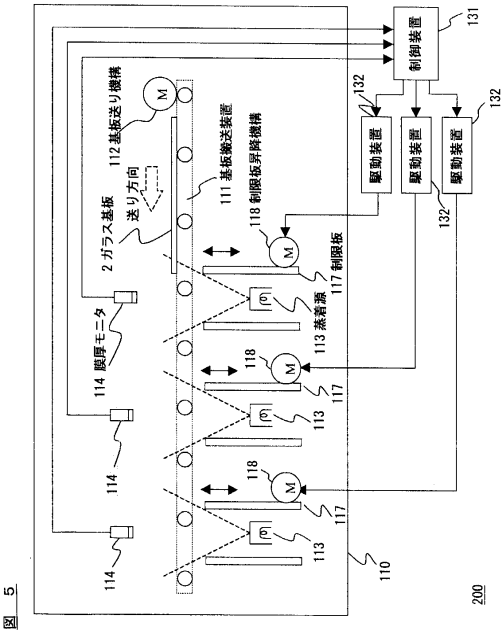 図 5
114 膜厚モニタ
114
114
2 ガラス基板
送り方向
112 基板送り機構
M
111 基板搬送装置
118 制限板昇降機構
M
117 制限板
113 蒸着源
118
M
117
113
118
M
117
113
110
132
駆動装置
駆動装置
132
駆動装置
132
制御装置
131
200